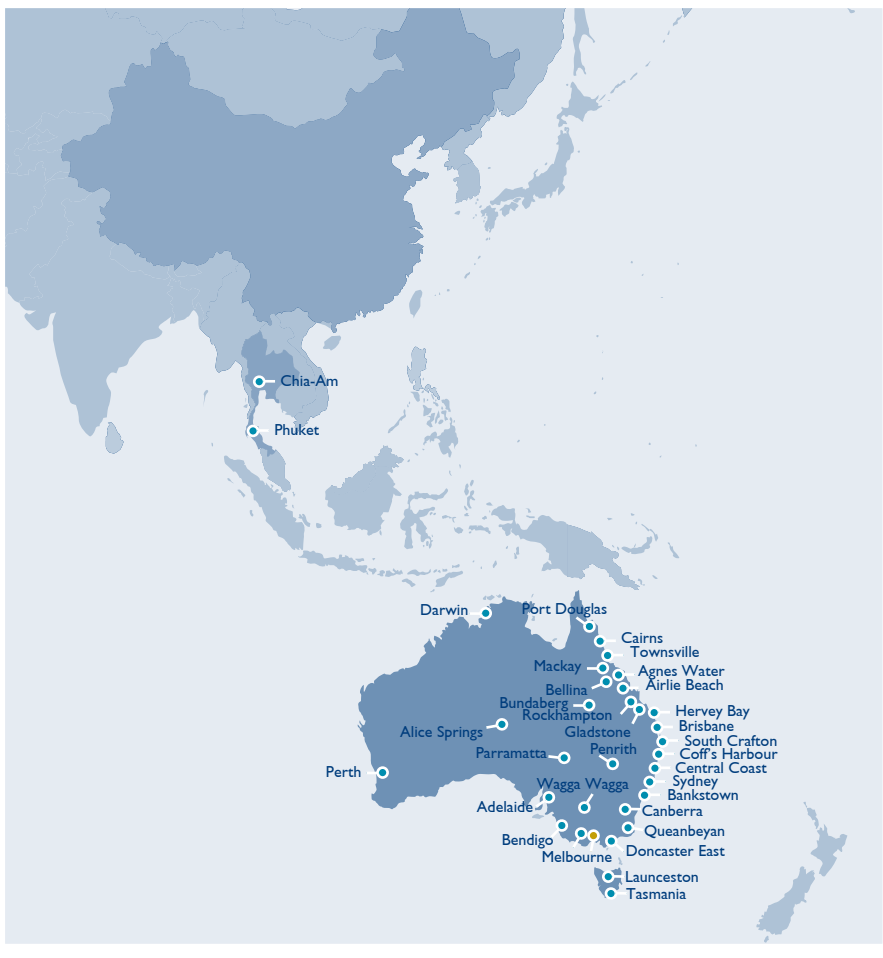 Chia-Am
Phuket
Darwin
Port Douglas
Cairns
Townsville
Mackay
Agnes Water
Bellina
Airlie Beach
Bundaberg
Hervey Bay
Rockhampton
Brisbane
Alice Springs
Gladstone
South Crafton
Penrith
Parramatta
Coff's Harbour
Central Coast
Perth
Sydney
Wagga Wagga
Bankstown
Adelaide
Canberra
Queanbeyan
Bendigo
Doncaster East
Melbourne
Launceston
Tasmania